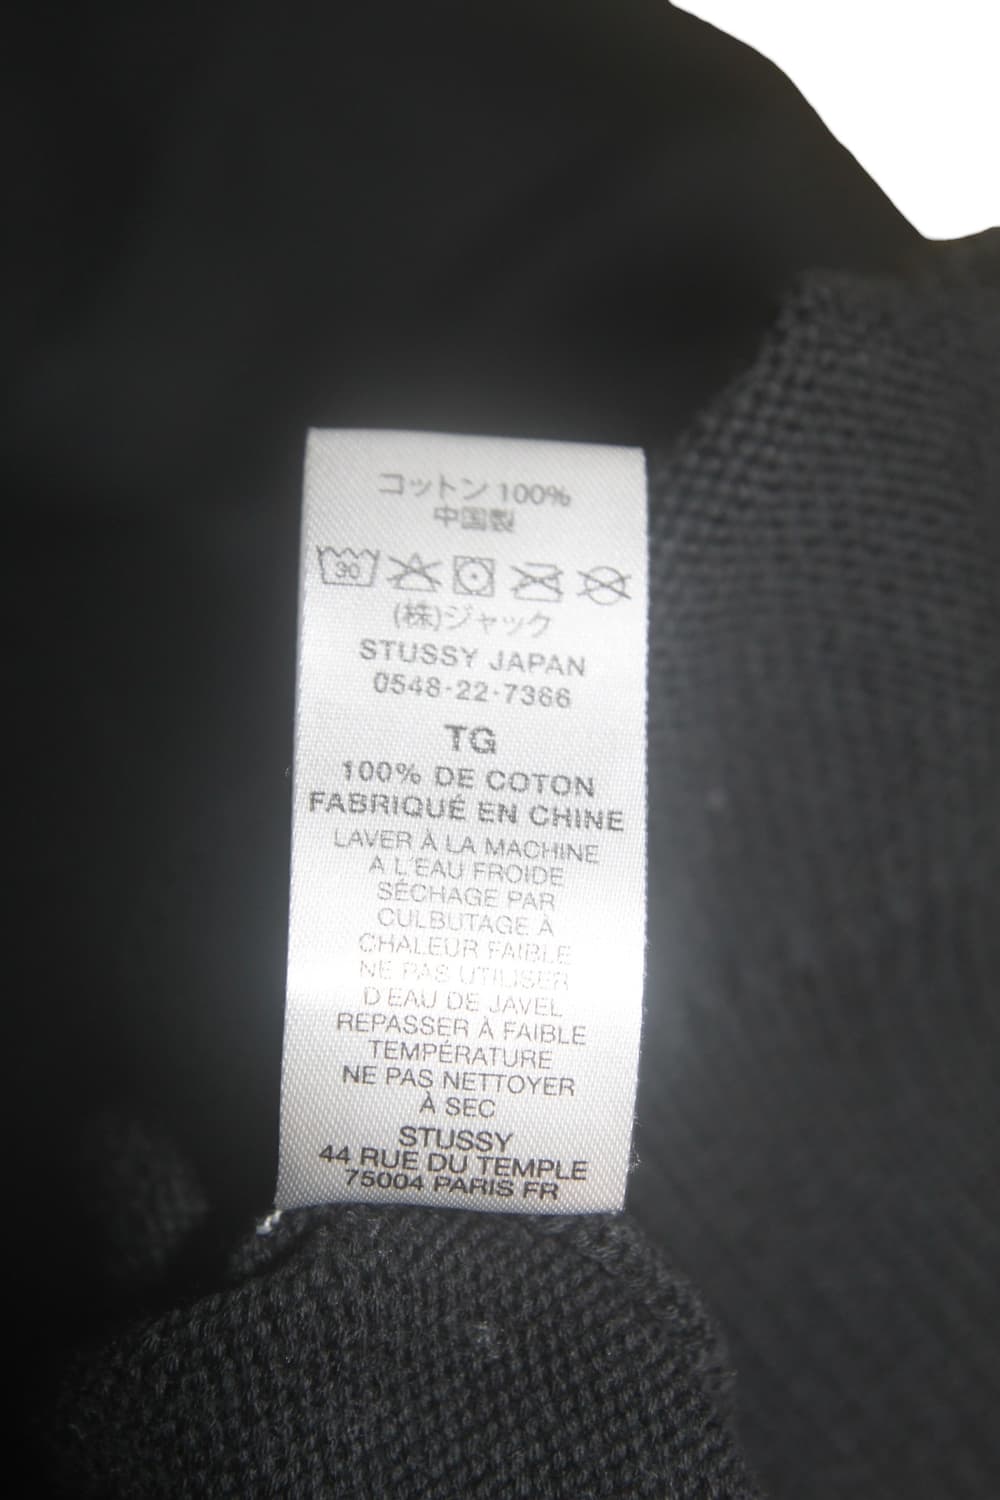 コットン 100%
中国製
30
(株)ジャック
STUSSY JAPAN
0548-22-7366
TG
100% DE COTON
FABRIQUÉ EN CHINE
LAVER À LA MACHINE
A L'EAU FROIDE
SÉCHAGE PAR
CULBUTAGE À
CHALEUR FAIBLE
NE PAS UTILISER
D'EAU DE JAVEL
REPASSER À FAIBLE
TEMPÉRATURE
NE PAS NETTOYER
À SEC
STUSSY
44 RUE DU TEMPLE
75004 PARIS FR